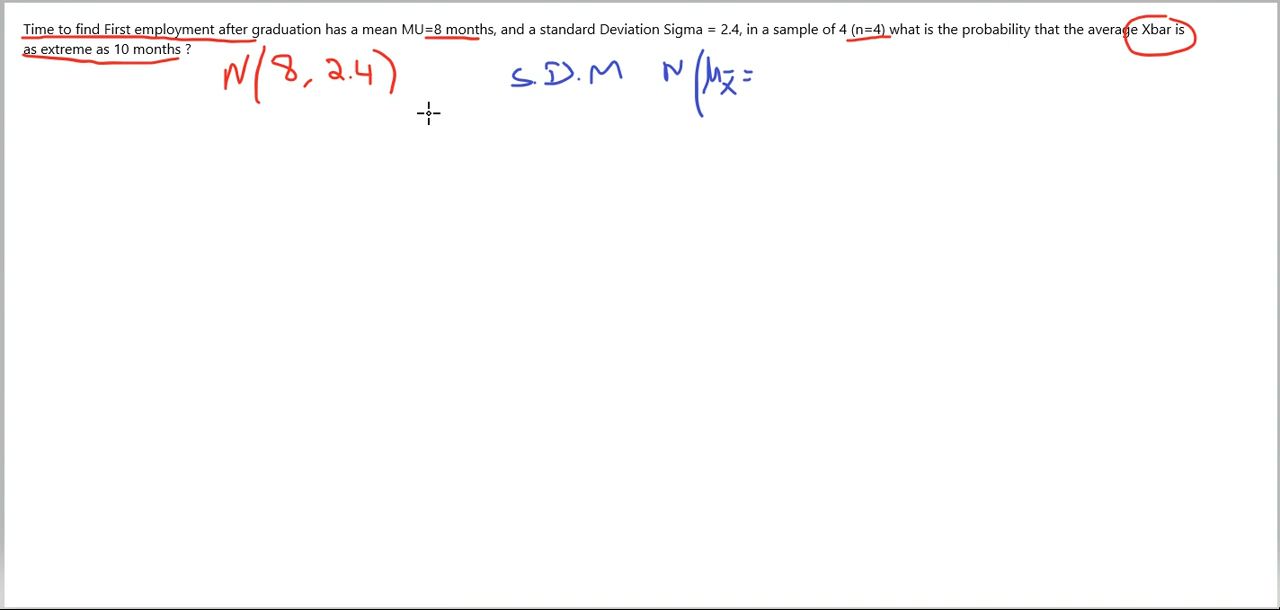 Time to find First employment after graduation has a mean MU=8 months, and a standard Deviation Sigma = 2.4, in a sample of 4 (n=4) what is the probability that the average Xbar is
as extreme as 10 months ?
N(8, 2.4) S.D.M N(μx̄ =